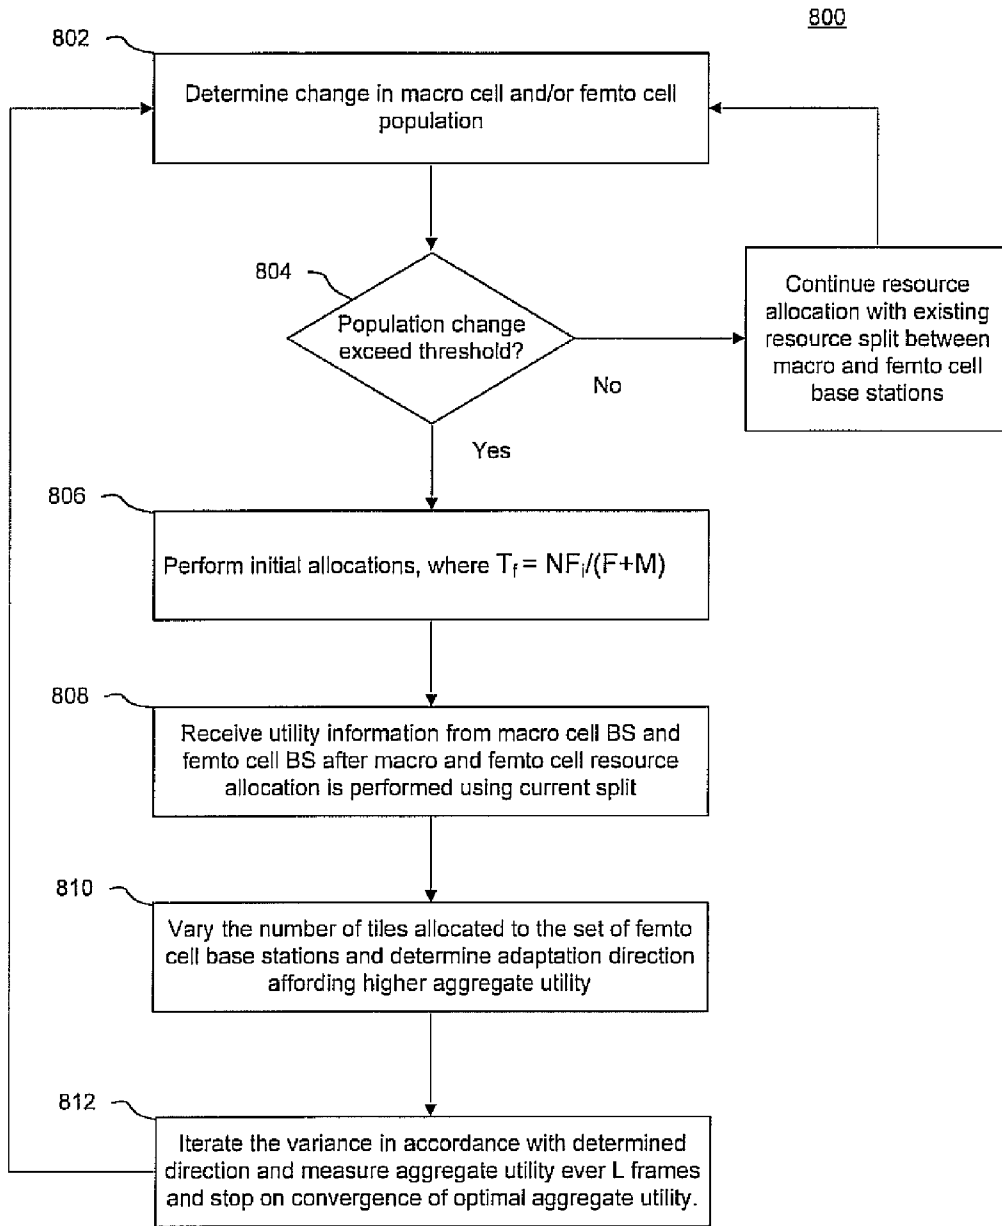 800
802
Determine change in macro cell and/or femto cell
population
804
Population change
exceed threshold?
No
Yes
Continue resource
allocation with existing
resource split between
macro and femto cell
base stations
806
Perform initial allocations, where Tf = NFi/(F+M)
808
Receive utility information from macro cell BS and
femto cell BS after macro and femto cell resource
allocation is performed using current split
810
Vary the number of tiles allocated to the set of femto
cell base stations and determine adaptation direction
affording higher aggregate utility
812
Iterate the variance in accordance with determined
direction and measure aggregate utility ever L frames
and stop on convergence of optimal aggregate utility.